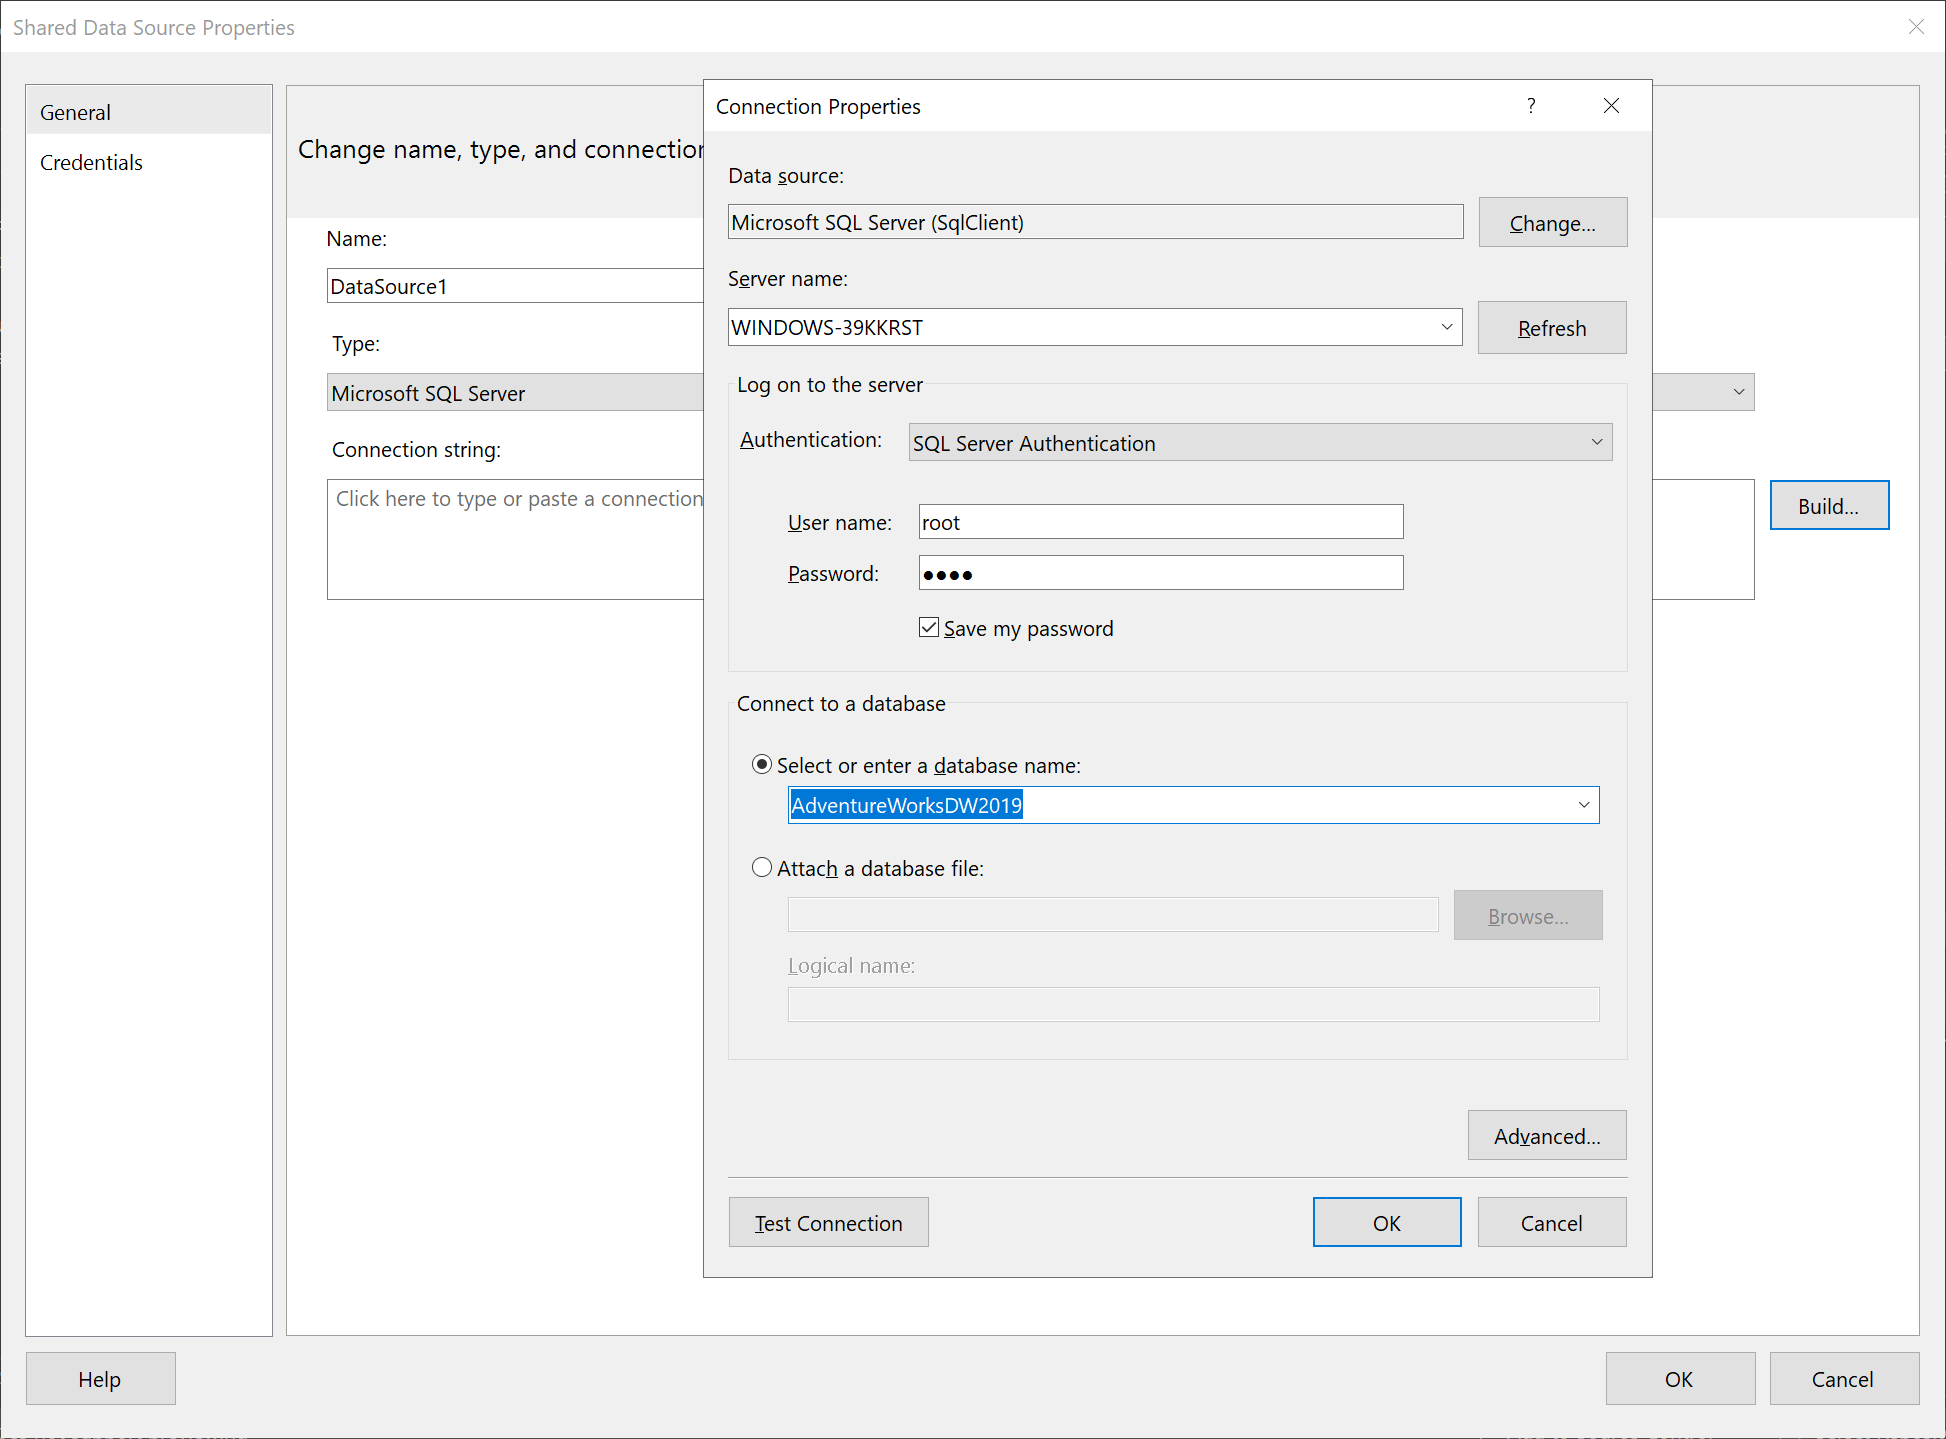 Shared Data Source Properties
General
Credentials
Change name, type, and connection
Name:
DataSource1
Type:
Microsoft SQL Server
Connection string:
Click here to type or paste a connection
Build...
Connection Properties
?
Data source:
Microsoft SQL Server (SqlClient)
Change...
Server name:
WINDOWS-39KKRST
Refresh
Log on to the server
Authentication:
SQL Server Authentication
User name:
root
Password:
●●●●
Save my password
Connect to a database
Select or enter a database name:
AdventureWorksDW2019
Attach a database file:
Browse...
Logical name:
Advanced...
Test Connection
OK
Cancel
Help
OK
Cancel